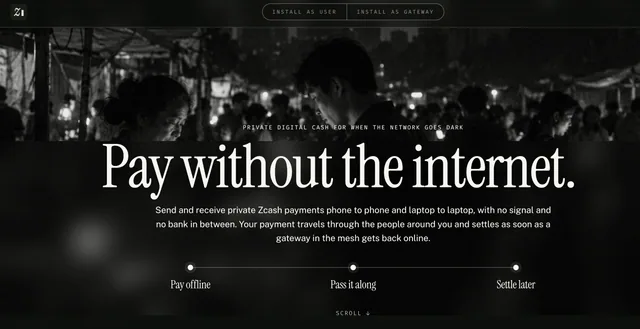 INSTALL AS USER
INSTALL AS GATEWAY
PRIVATE DIGITAL CASH FOR WHEN THE NETWORK GOES DARK
Pay without the internet.
Send and receive private Zcash payments phone to phone and laptop to laptop, with no signal and
no bank in between. Your payment travels through the people around you and settles as soon as a
gateway in the mesh gets back online.
Pay offline
Pass it along
Settle later
SCROLL ↓